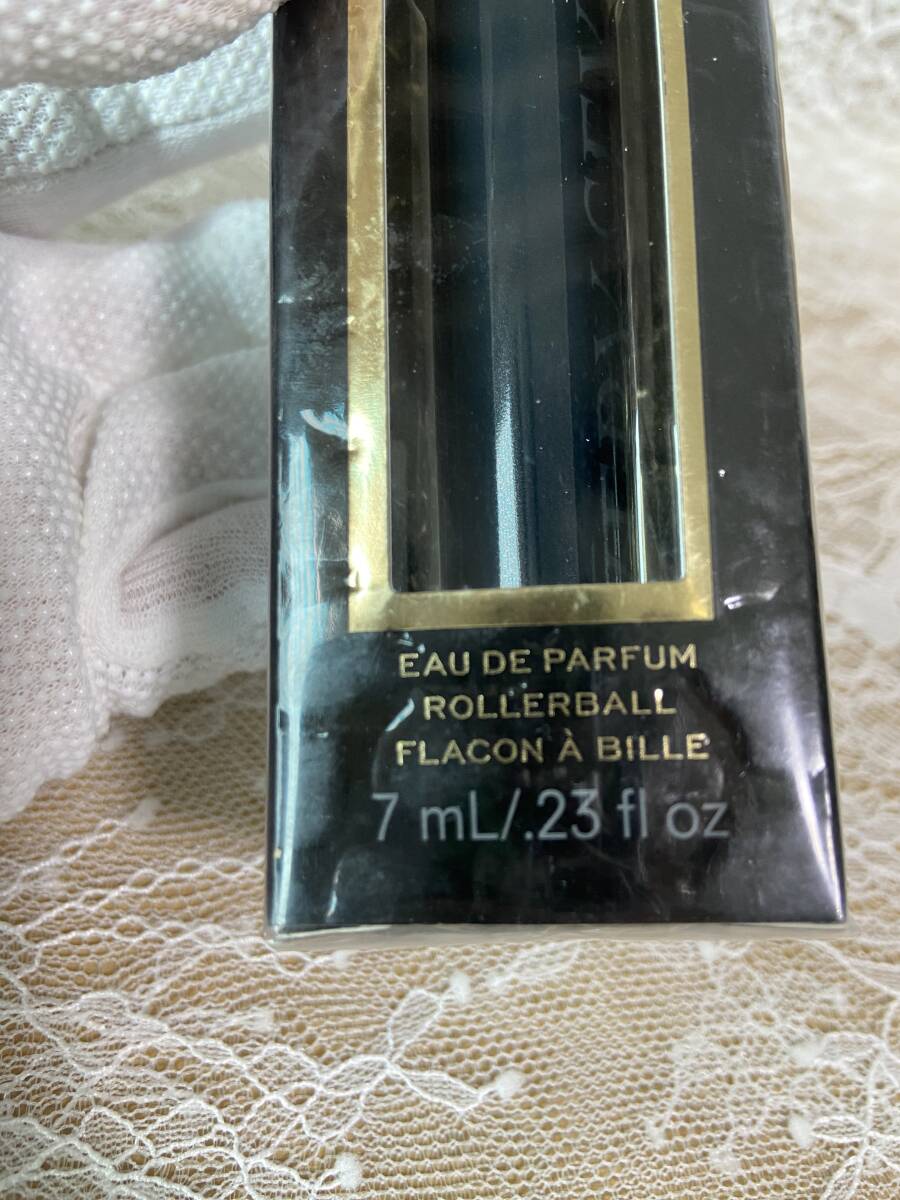 EAU DE PARFUM
ROLLERBALL
FLACON À BILLE
7 mL/.23 fl oz